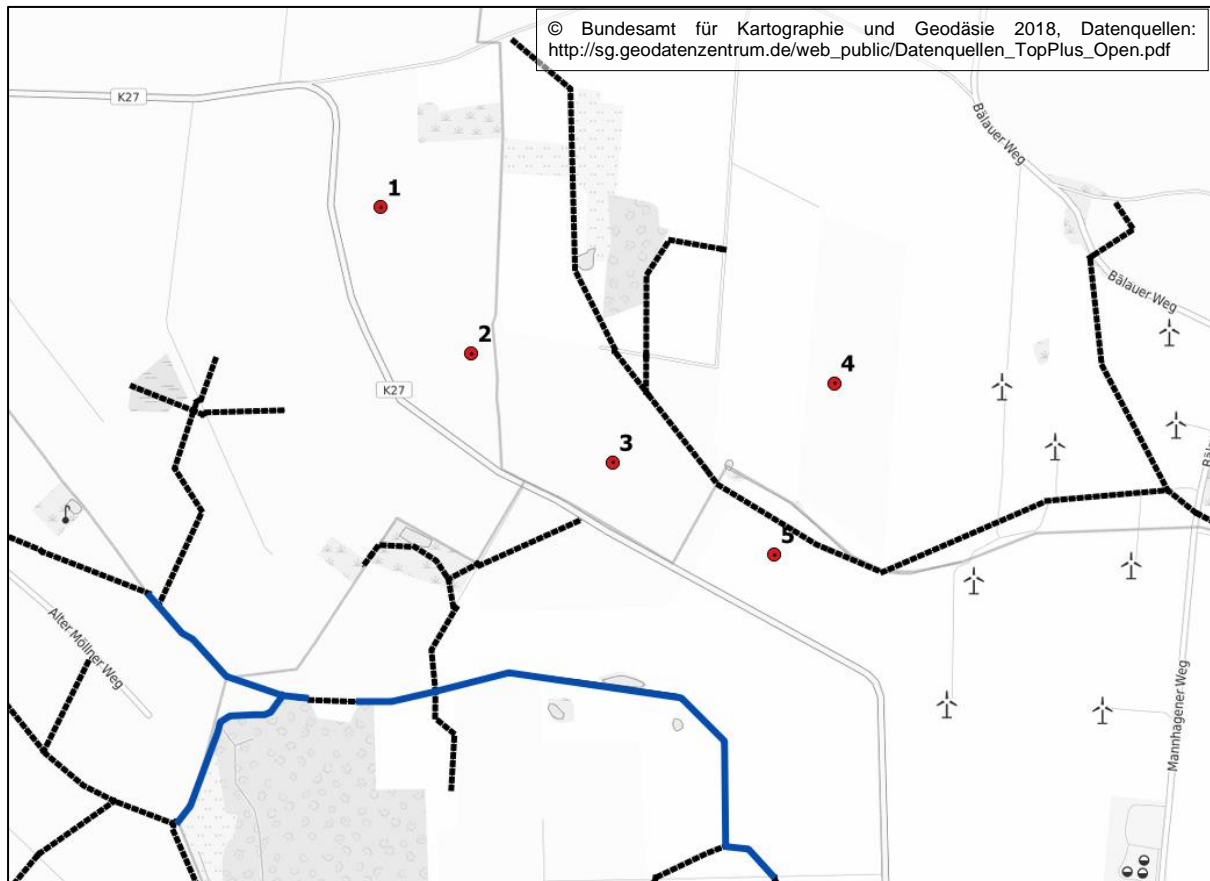 © Bundesamt für Kartographie und Geodäsie 2018, Datenquellen:
http://sg.geodatenzentrum.de/web_public/Datenquellen_TopPlus_Open.pdf
K27
Bälauer Weg
1
Bälauer Weg
2
4
K27
3
5
Alter Möllner Weg
Mannhagener Weg